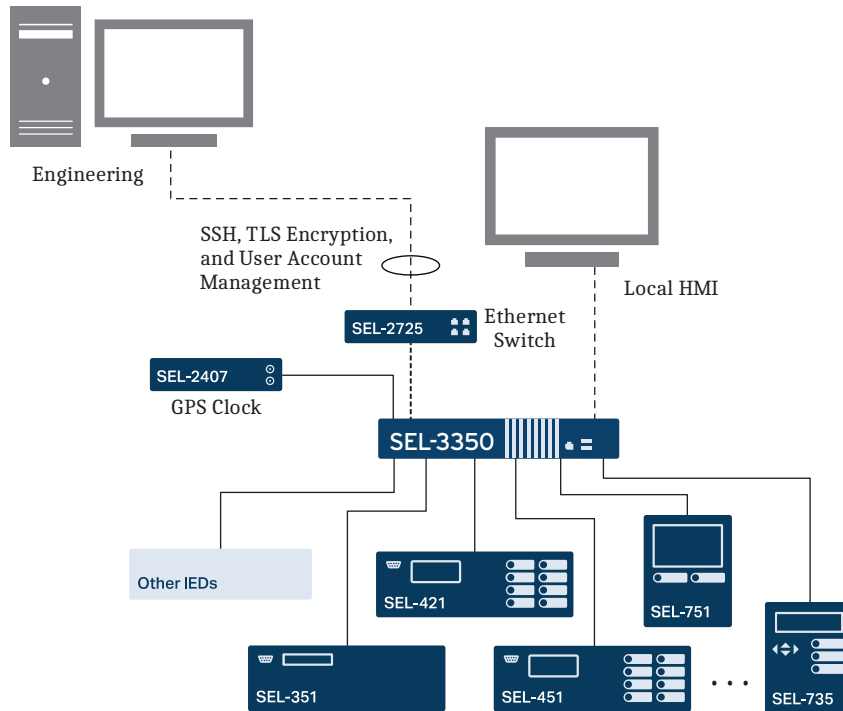 Engineering
SSH, TLS Encryption,
and User Account
Management
Local HMI
SEL-2725
Ethernet
Switch
SEL-2407
GPS Clock
SEL-3350
Other IEDs
SEL-421
SEL-751
SEL-351
SEL-451
...
SEL-735